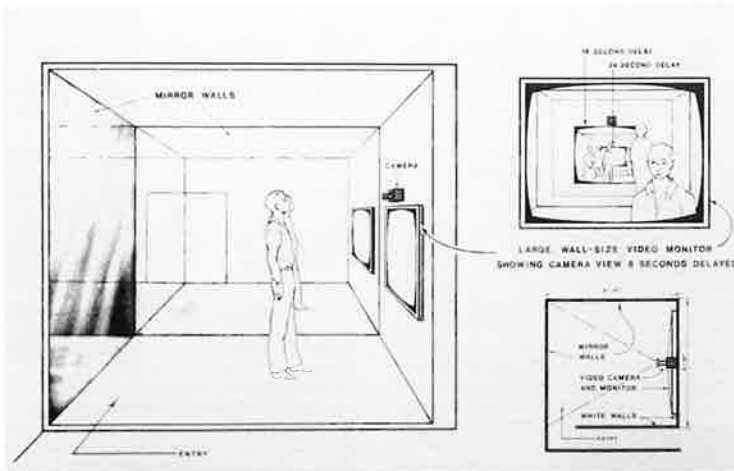 MIRROR WALLS
CAMERA
ENTRY
SECOND DELAY
24 SECOND DELAY
LARGE, WALL-SIZE VIDEO MONITOR
SHOWING CAMERA VIEW 8 SECONDS DELAYED
MIRROR
WALLS
VIDEO CAMERA
AND MONITOR
WHITE WALLS
ENTRY